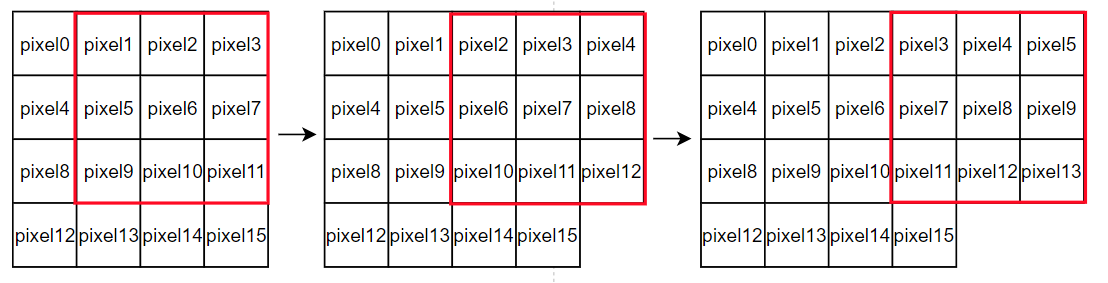 pixel0 pixel1 pixel2 pixel3
pixel4 pixel5 pixel6 pixel7
pixel8 pixel9 pixel10 pixel11
pixel12 pixel13 pixel14 pixel15
pixel0 pixel1 pixel2 pixel3 pixel4
pixel4 pixel5 pixel6 pixel7 pixel8
pixel8 pixel9 pixel10 pixel11 pixel12
pixel12 pixel13 pixel14 pixel15
pixel0 pixel1 pixel2 pixel3 pixel4 pixel5
pixel4 pixel5 pixel6 pixel7 pixel8 pixel9
pixel8 pixel9 pixel10 pixel11 pixel12 pixel13
pixel12 pixel13 pixel14 pixel15